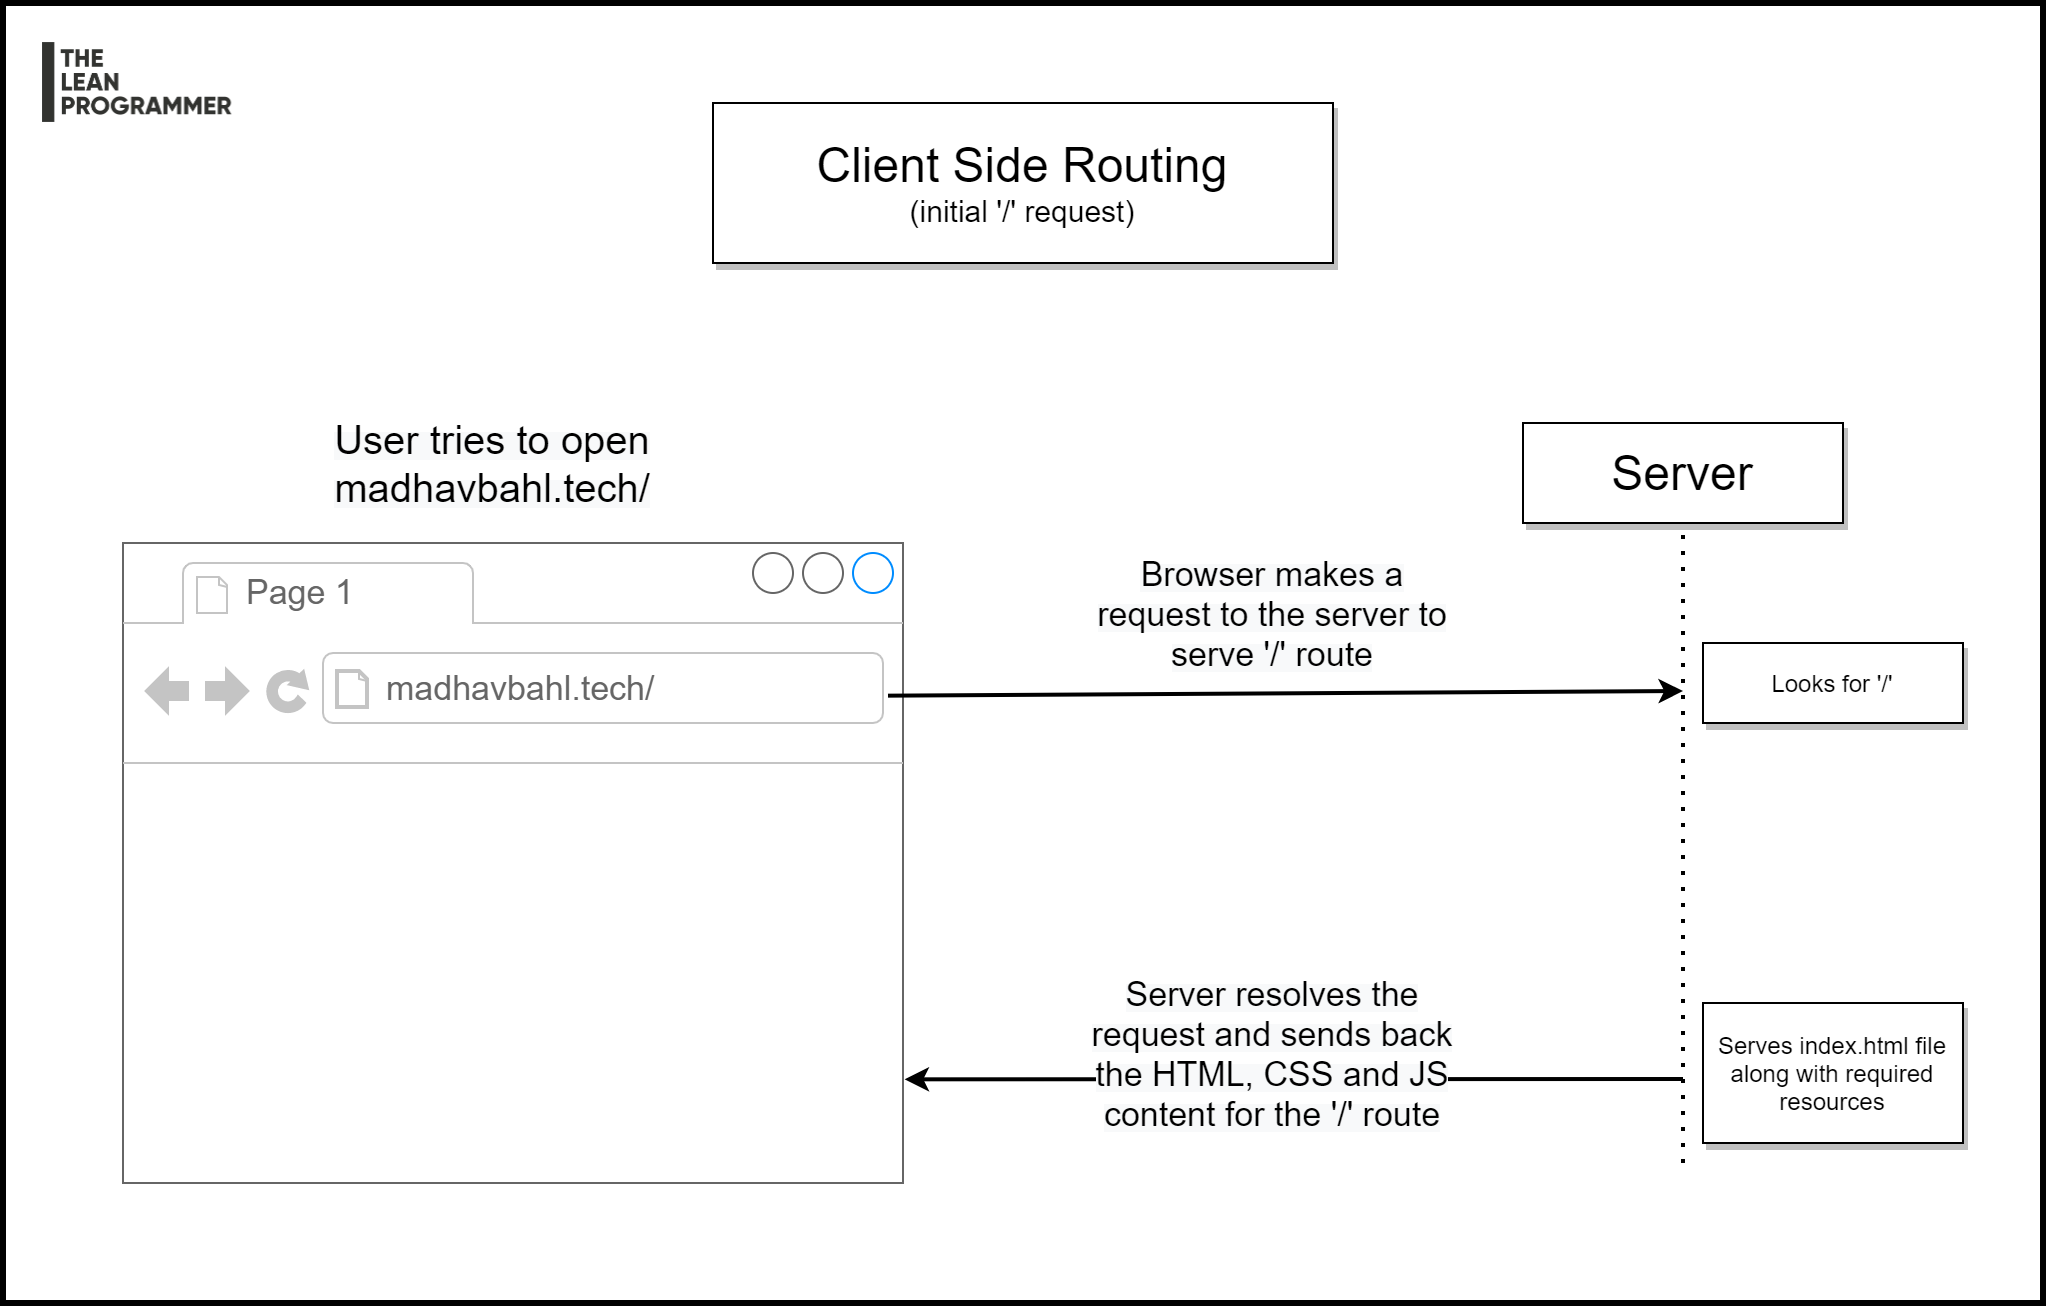 THE
LEAN
PROGRAMMER
Client Side Routing
(initial '/' request)
User tries to open
madhavbahl.tech/
Server
Page 1
madhavbahl.tech/
Browser makes a
request to the server to
serve '/' route
Looks for '/'
Server resolves the
request and sends back
the HTML, CSS and JS
content for the '/' route
Serves index.html file
along with required
resources